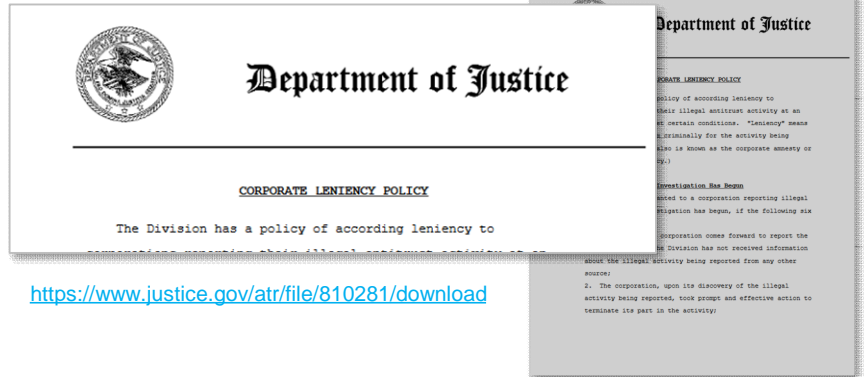 Department of Justice
CORPORATE LENIENCY POLICY
The Division has a policy of according leniency to
https://www.justice.gov/atr/file/810281/download
Department of Justice
PORATE LENIENCY POLICY
policy of according leniency to
their illegal antitrust activity at an
certain conditions. "Leniency" means
criminally for the activity being
also is known as the corporate amnesty or
cy.)
Investigation Has Begun
nted to a corporation reporting illegal
stigation has begun, if the following six
corporation comes forward to report the
Division has not received information
about the illegal activity being reported from any other
source;
2. The corporation, upon its discovery of the illegal
activity being reported, took prompt and effective action to
terminate its part in the activity;